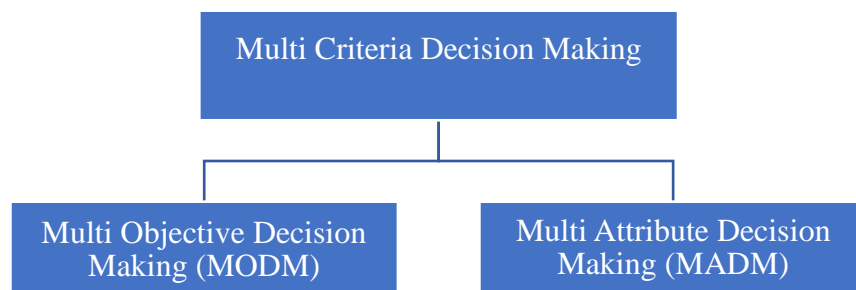 Multi Criteria Decision Making
Multi Objective Decision
Making (MODM)
Multi Attribute Decision
Making (MADM)